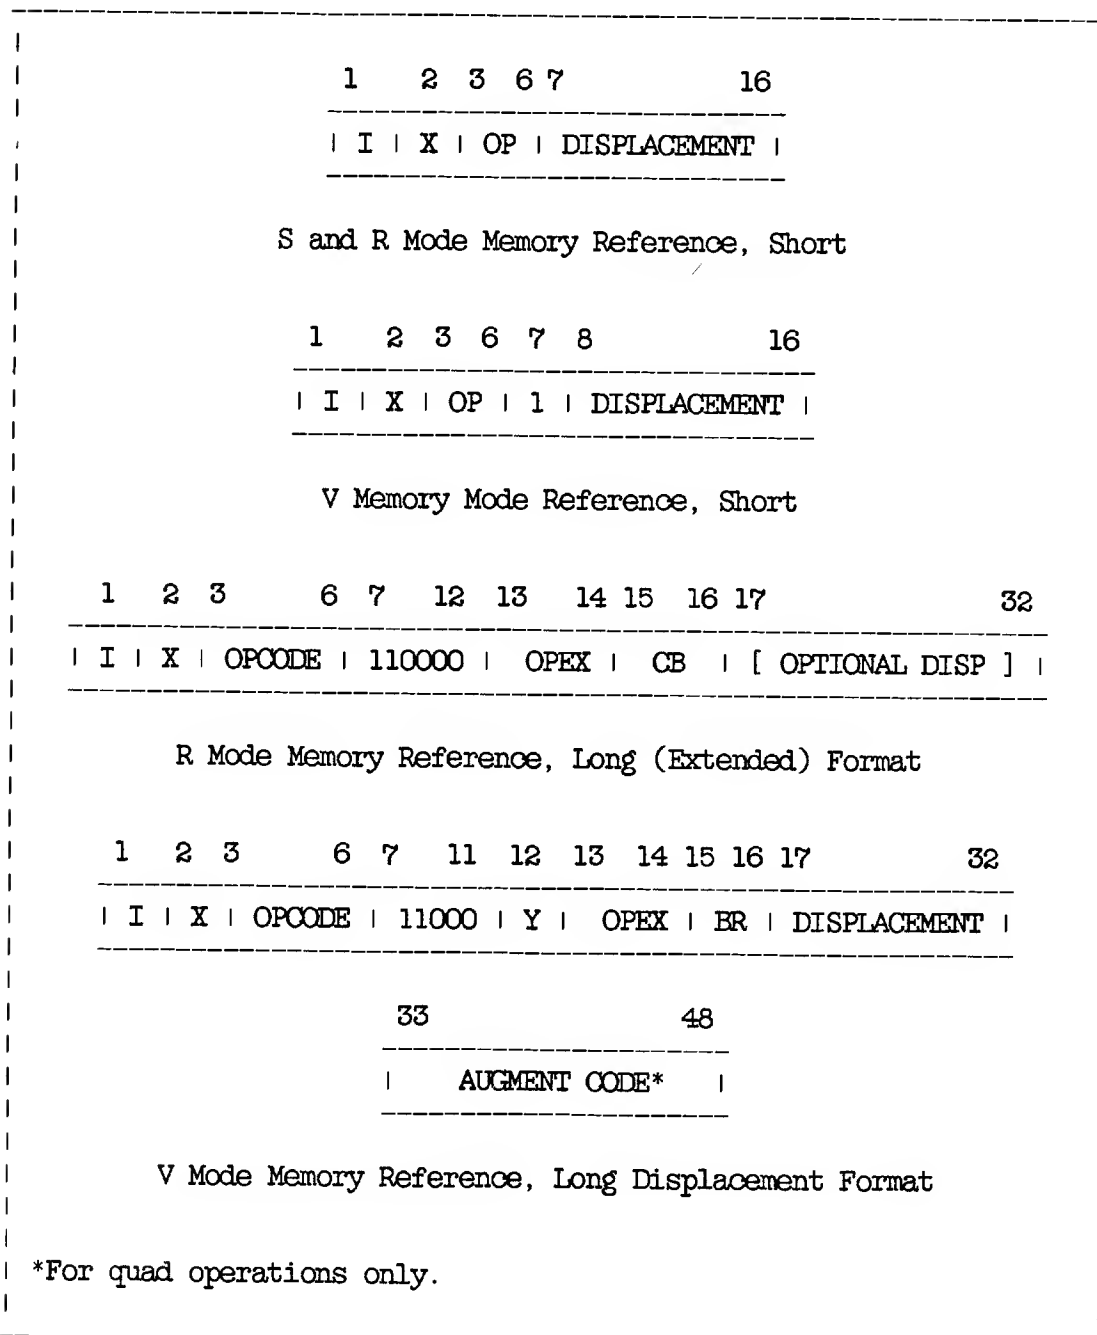 1 2 3 6 7 16
| I | X | OP | DISPLACEMENT |
S and R Mode Memory Reference, Short
1 2 3 6 7 8 16
| I | X | OP | 1 | DISPLACEMENT |
V Memory Mode Reference, Short
1 2 3 6 7 12 13 14 15 16 17 32
| I | X | OPCODE | 110000 | OPEX | CB | [ OPTIONAL DISP ] |
R Mode Memory Reference, Long (Extended) Format
1 2 3 6 7 11 12 13 14 15 16 17 32
| I | X | OPCODE | 11000 | Y | OPEX | BR | DISPLACEMENT |
33 48
| AUGMENT CODE* |
V Mode Memory Reference, Long Displacement Format
*For quad operations only.